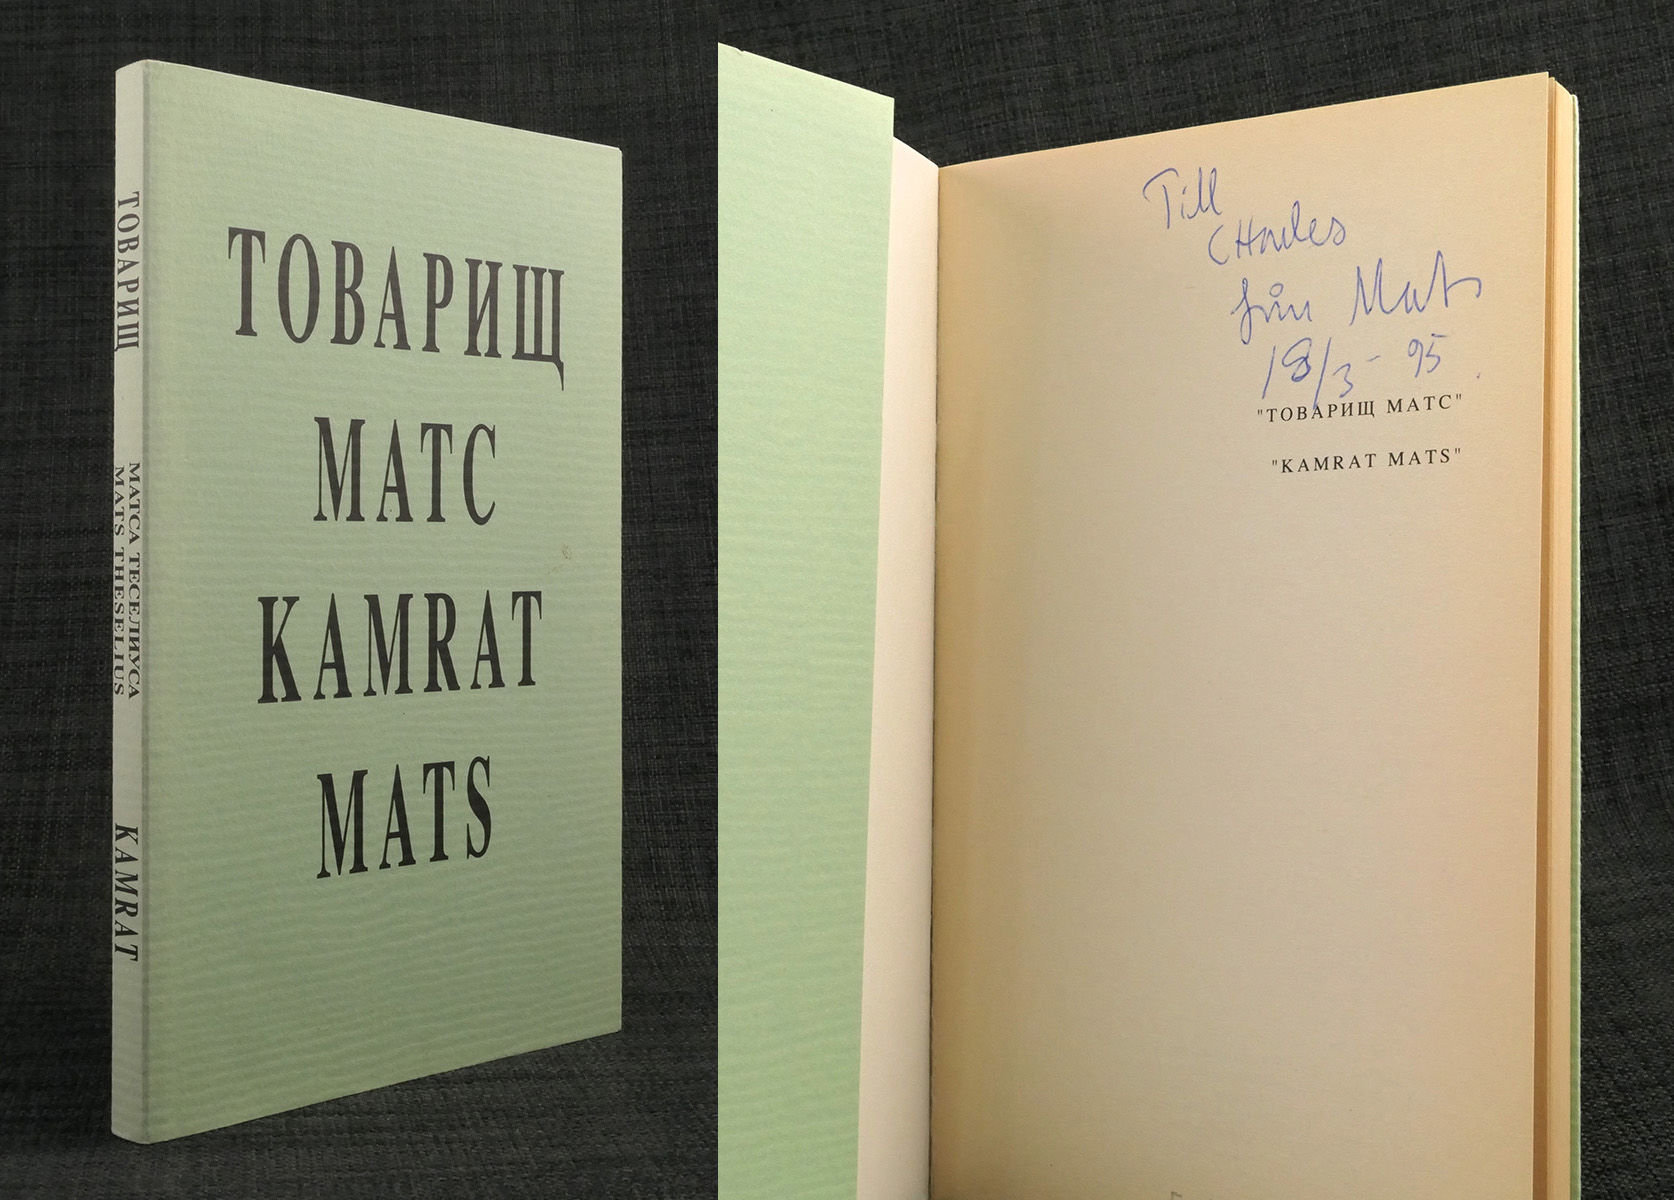 ТОВАРИЩ
МАТСА ТЕСЕЛИУСА
MATS THESELIUS
KAMRAT
ТОВАРИЩ
МАТС
KAMRAT
MATS
Till
CHarles
från Mats
18/3 - 95
"ТОВАРИЩ МАТС"
"KAMRAT MATS"